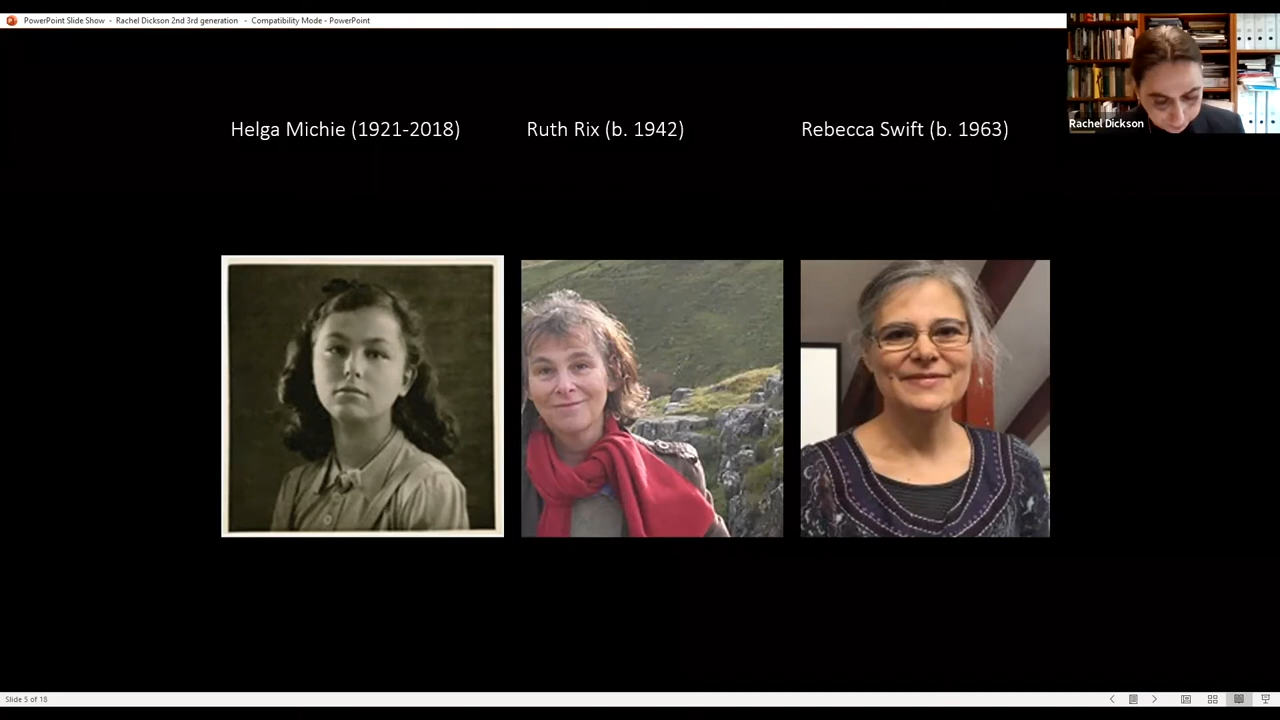 PowerPoint Slide Show - Rachel Dickson 2nd 3rd generation - Compatibility Mode - PowerPoint
Helga Michie (1921-2018) Ruth Rix (b. 1942) Rebecca Swift (b. 1963)
Rachel Dickson
Slide 5 of 18